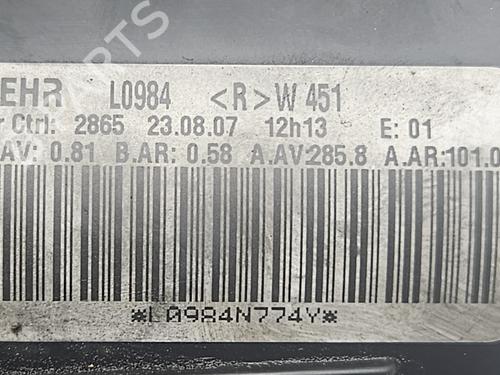 EHR L0984 <R>W 451
r Ctrl: 2865 23.08.07 12h13 E: 01
AV: 0.81 B.AR: 0.58 A.AV:285.8 A.AR:101.0
*L0984N774Y*